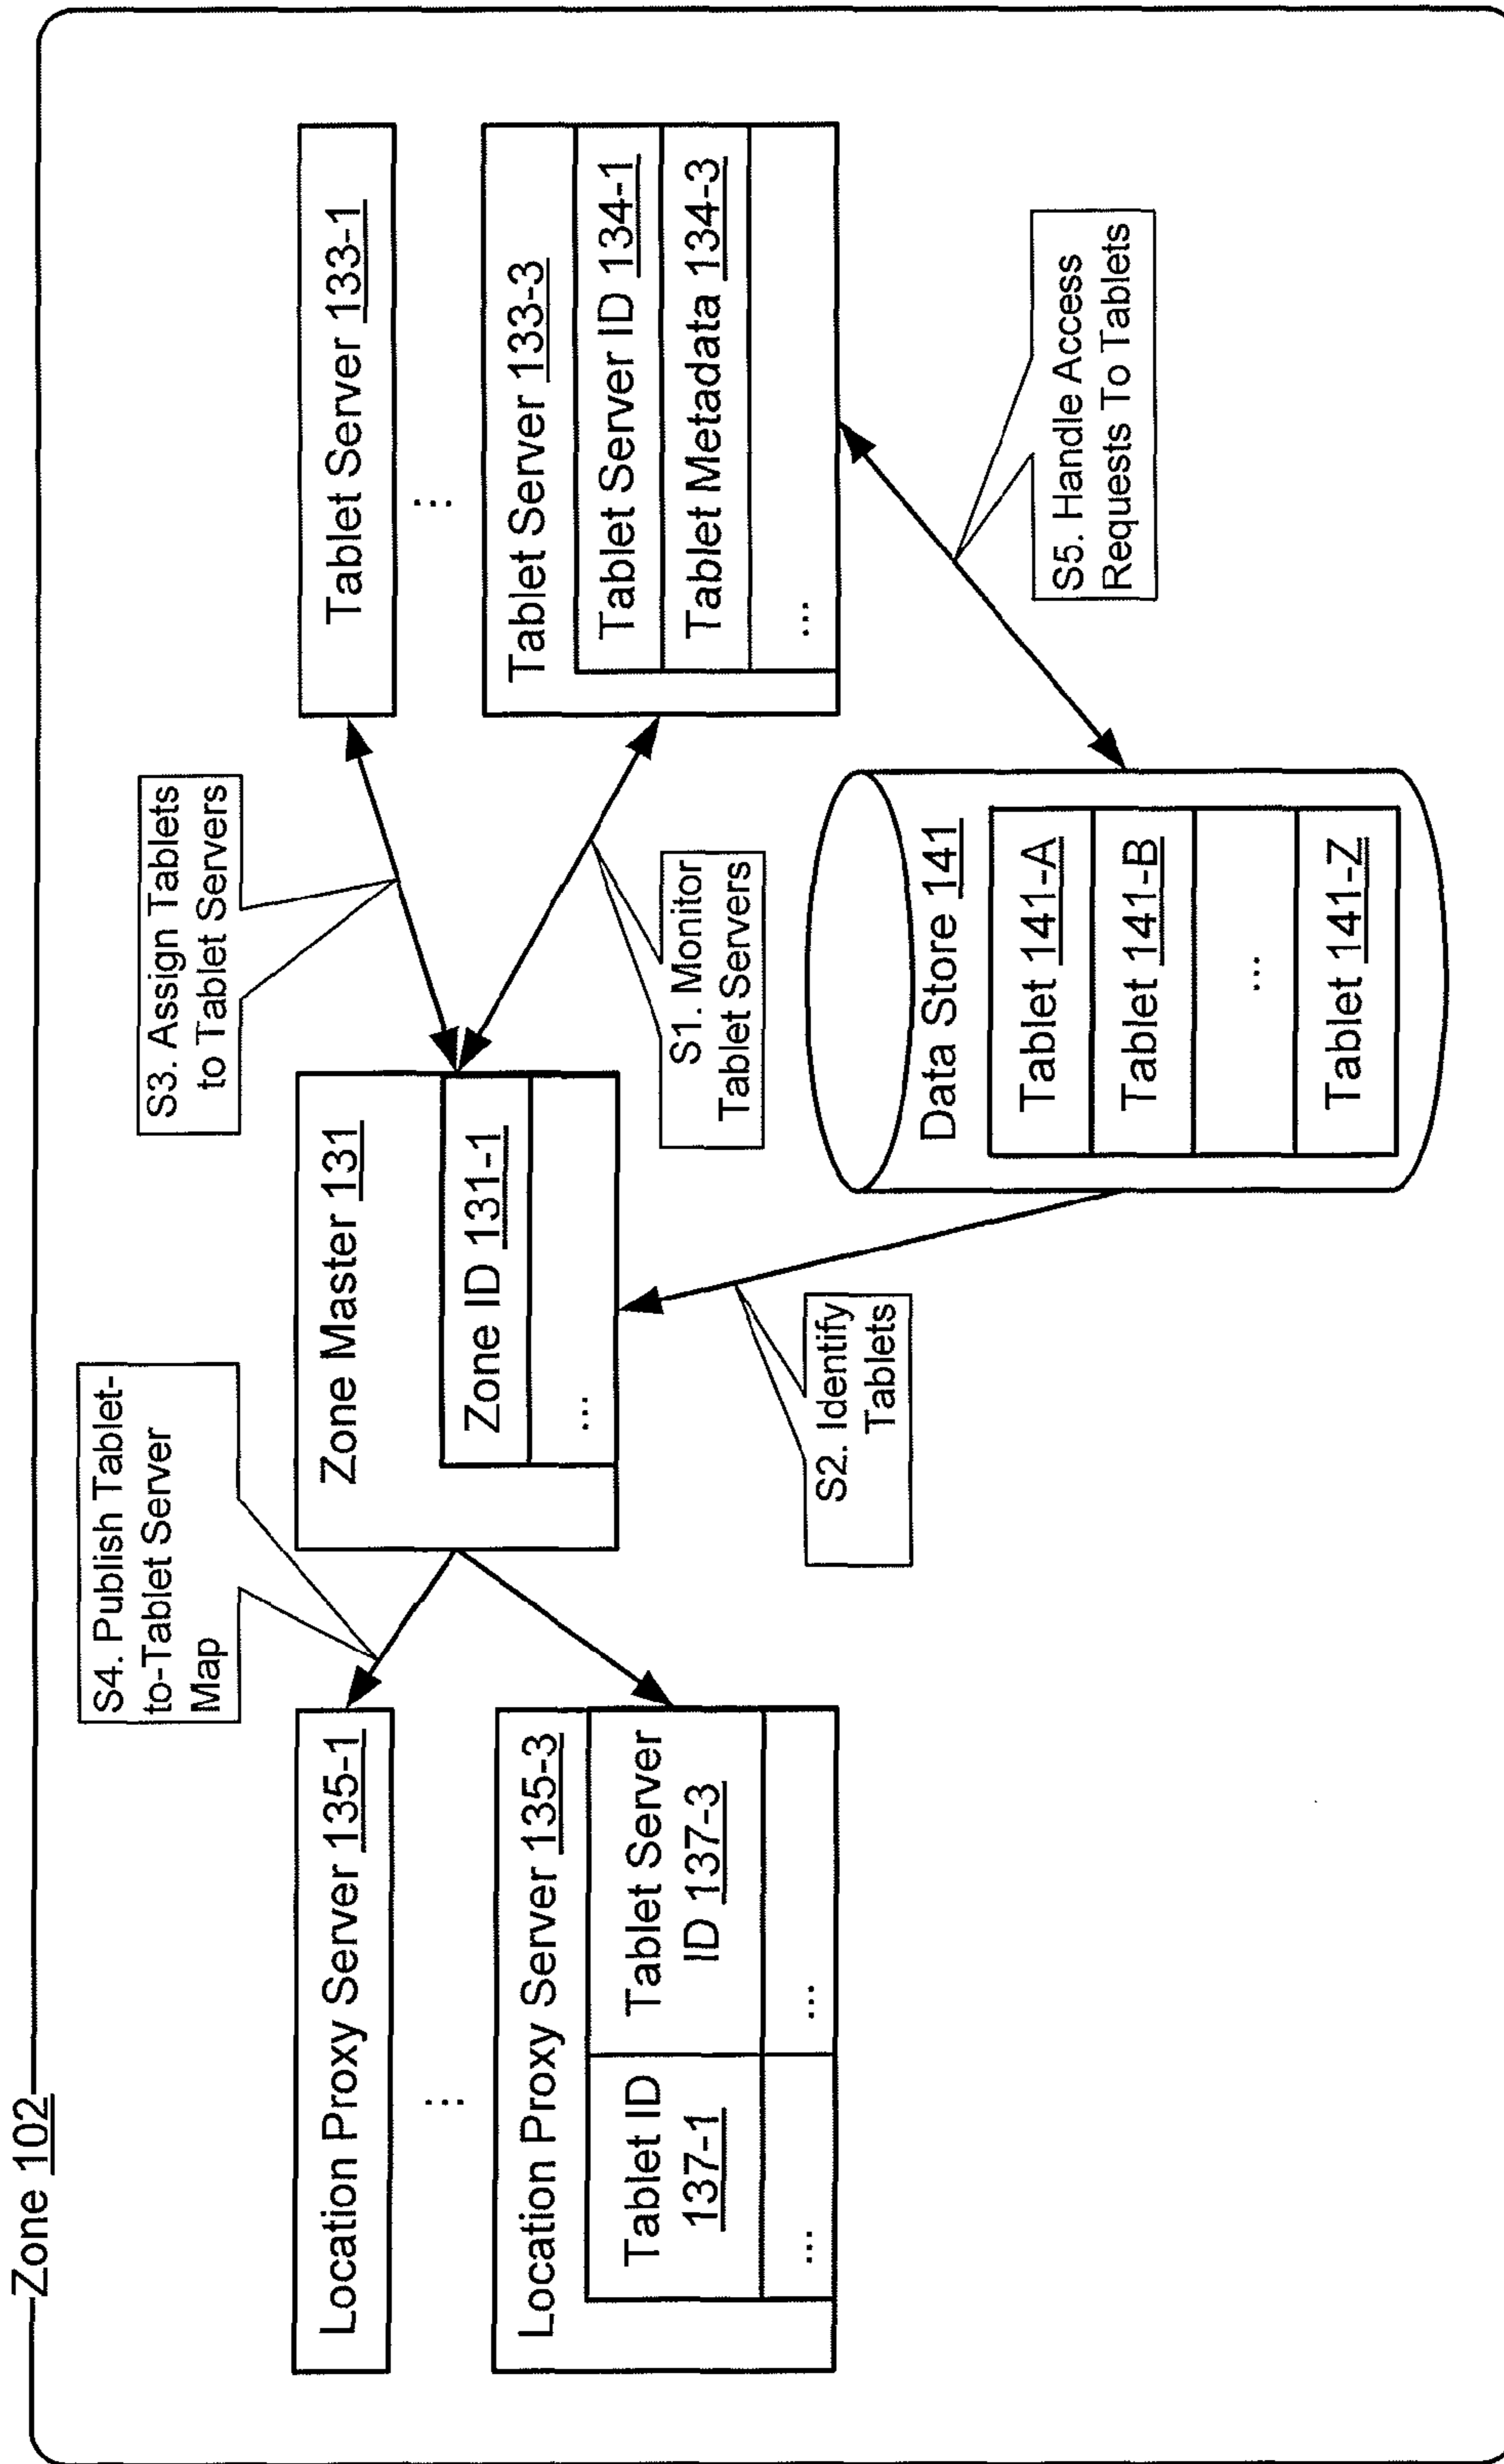 Zone 102
S4. Publish Tablet-
to-Tablet Server
Map
S3. Assign Tablets
to Tablet Servers
Location Proxy Server 135-1
...
Location Proxy Server 135-3
Tablet ID
137-1
Tablet Server
ID 137-3
...
...
Zone Master 131
Zone ID 131-1
...
Tablet Server 133-1
...
Tablet Server 133-3
Tablet Server ID 134-1
Tablet Metadata 134-3
...
S1. Monitor
Tablet Servers
S2. Identify
Tablets
Data Store 141
Tablet 141-A
Tablet 141-B
...
Tablet 141-Z
S5. Handle Access
Requests To Tablets